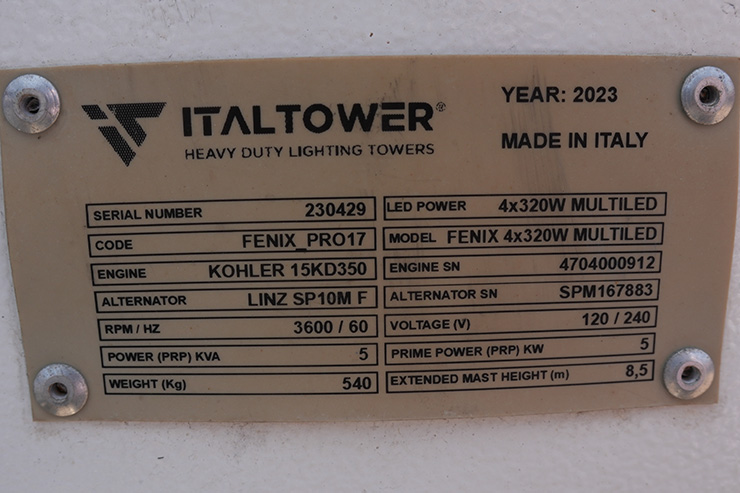 ITALTOWER®
HEAVY DUTY LIGHTING TOWERS
YEAR: 2023
MADE IN ITALY
SERIAL NUMBER 230429
LED POWER 4x320W MULTILED
CODE FENIX_PRO17
MODEL FENIX 4x320W MULTILED
ENGINE KOHLER 15KD350
ENGINE SN 4704000912
ALTERNATOR LINZ SP10M F
ALTERNATOR SN SPM167883
RPM / HZ 3600 / 60
VOLTAGE (V) 120 / 240
POWER (PRP) KVA 5
PRIME POWER (PRP) KW 5
WEIGHT (Kg) 540
EXTENDED MAST HEIGHT (m) 8,5